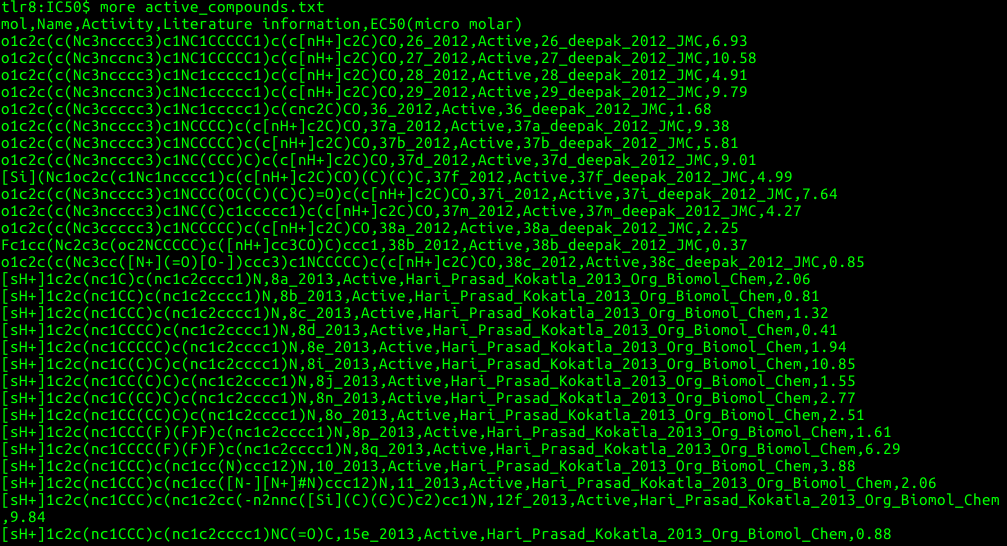 tlr8:IC50$ more active_compounds.txt
mol,Name,Activity,Literature information,EC50(micro molar)
o1c2c(c(Nc3ncccc3)c1NC1CCCCC1)c(c[nH+]c2C)CO,26_2012,Active,26_deepak_2012_JMC,6.93
o1c2c(c(Nc3nccnc3)c1NC1CCCCC1)c(c[nH+]c2C)CO,27_2012,Active,27_deepak_2012_JMC,10.58
o1c2c(c(Nc3ncccc3)c1Nc1ccccc1)c(c[nH+]c2C)CO,28_2012,Active,28_deepak_2012_JMC,4.91
o1c2c(c(Nc3nccnc3)c1Nc1ccccc1)c(c[nH+]c2C)CO,29_2012,Active,29_deepak_2012_JMC,9.79
o1c2c(c(Nc3ccccc3)c1Nc1ccccc1)c(cnc2C)CO,36_2012,Active,36_deepak_2012_JMC,1.68
o1c2c(c(Nc3ncccc3)c1NCCCC)c(c[nH+]c2C)CO,37a_2012,Active,37a_deepak_2012_JMC,9.38
o1c2c(c(Nc3ncccc3)c1NCCCCC)c(c[nH+]c2C)CO,37b_2012,Active,37b_deepak_2012_JMC,5.81
o1c2c(c(Nc3ncccc3)c1NC(CCC)C)c(c[nH+]c2C)CO,37d_2012,Active,37d_deepak_2012_JMC,9.01
[Si](Nc1oc2c(c1Nc1ncccc1)c(c[nH+]c2C)CO)(C)(C)C,37f_2012,Active,37f_deepak_2012_JMC,4.99
o1c2c(c(Nc3ncccc3)c1NCCC(OC(C)(C)C)=O)c(c[nH+]c2C)CO,37i_2012,Active,37i_deepak_2012_JMC,7.64
o1c2c(c(Nc3ncccc3)c1NC(C)c1ccccc1)c(c[nH+]c2C)CO,37m_2012,Active,37m_deepak_2012_JMC,4.27
o1c2c(c(Nc3ccccc3)c1NCCCCC)c(c[nH+]c2C)CO,38a_2012,Active,38a_deepak_2012_JMC,2.25
Fc1cc(Nc2c3c(oc2NCCCCC)c([nH+]cc3CO)C)ccc1,38b_2012,Active,38b_deepak_2012_JMC,0.37
o1c2c(c(Nc3cc([N+](=O)[O-])ccc3)c1NCCCCC)c(c[nH+]c2C)CO,38c_2012,Active,38c_deepak_2012_JMC,0.85
[sH+]1c2c(nc1C)c(nc1c2cccc1)N,8a_2013,Active,Hari_Prasad_Kokatla_2013_Org_Biomol_Chem,2.06
[sH+]1c2c(nc1CC)c(nc1c2cccc1)N,8b_2013,Active,Hari_Prasad_Kokatla_2013_Org_Biomol_Chem,0.81
[sH+]1c2c(nc1CCC)c(nc1c2cccc1)N,8c_2013,Active,Hari_Prasad_Kokatla_2013_Org_Biomol_Chem,1.32
[sH+]1c2c(nc1CCCC)c(nc1c2cccc1)N,8d_2013,Active,Hari_Prasad_Kokatla_2013_Org_Biomol_Chem,0.41
[sH+]1c2c(nc1CCCCC)c(nc1c2cccc1)N,8e_2013,Active,Hari_Prasad_Kokatla_2013_Org_Biomol_Chem,1.94
[sH+]1c2c(nc1C(C)C)c(nc1c2cccc1)N,8i_2013,Active,Hari_Prasad_Kokatla_2013_Org_Biomol_Chem,10.85
[sH+]1c2c(nc1CC(C)C)c(nc1c2cccc1)N,8j_2013,Active,Hari_Prasad_Kokatla_2013_Org_Biomol_Chem,1.55
[sH+]1c2c(nc1CC(CC)C)c(nc1c2cccc1)N,8n_2013,Active,Hari_Prasad_Kokatla_2013_Org_Biomol_Chem,2.77
[sH+]1c2c(nc1CC(CC)C)c(nc1c2cccc1)N,8o_2013,Active,Hari_Prasad_Kokatla_2013_Org_Biomol_Chem,2.51
[sH+]1c2c(nc1CCC(F)(F)F)c(nc1c2cccc1)N,8p_2013,Active,Hari_Prasad_Kokatla_2013_Org_Biomol_Chem,1.61
[sH+]1c2c(nc1CCCC(F)(F)F)c(nc1c2cccc1)N,8q_2013,Active,Hari_Prasad_Kokatla_2013_Org_Biomol_Chem,6.29
[sH+]1c2c(nc1CCC)c(nc1cc(N)ccc12)N,10_2013,Active,Hari_Prasad_Kokatla_2013_Org_Biomol_Chem,3.88
[sH+]1c2c(nc1CCC)c(nc1cc([N-][N+]#N)ccc12)N,11_2013,Active,Hari_Prasad_Kokatla_2013_Org_Biomol_Chem,2.06
[sH+]1c2c(nc1CCC)c(nc1c2cc(-n2nnc([Si](C)(C)C)c2)cc1)N,12f_2013,Active,Hari_Prasad_Kokatla_2013_Org_Biomol_Chem
,9.84
[sH+]1c2c(nc1CCC)c(nc1c2cccc1)NC(=O)C,15e_2013,Active,Hari_Prasad_Kokatla_2013_Org_Biomol_Chem,0.88